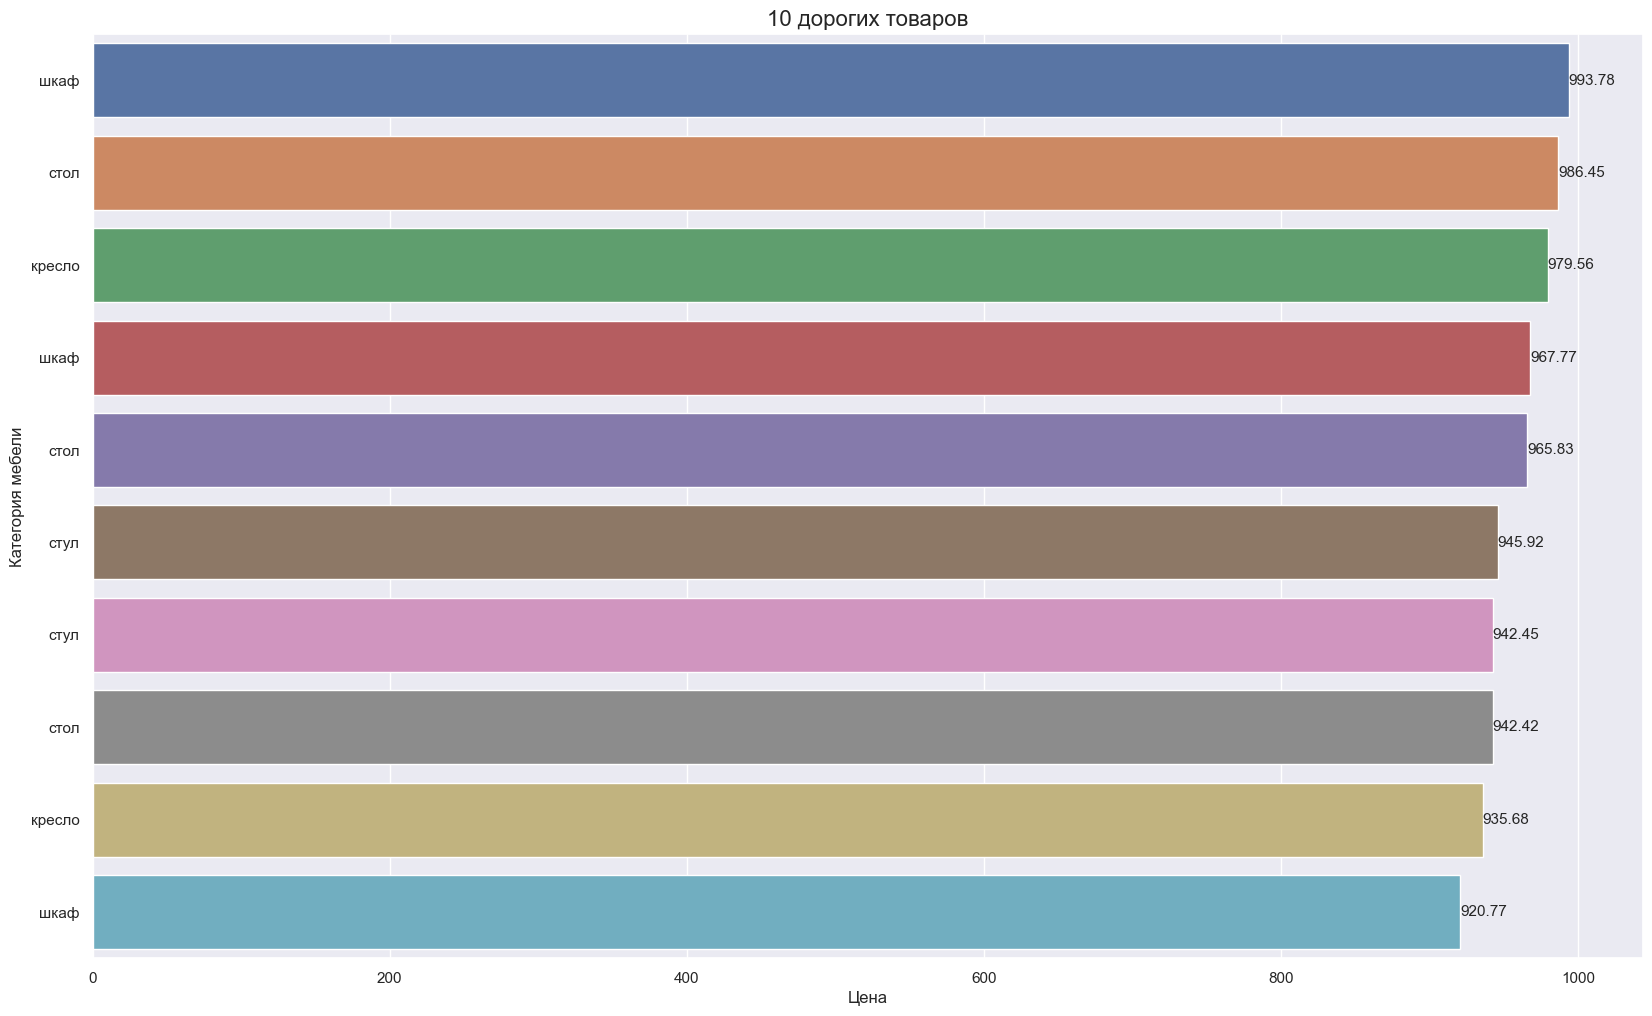 10 дорогих товаров
шкаф
993.78
стол
986.45
кресло
979.56
шкаф
967.77
стол
965.83
стул
945.92
стул
942.45
стол
942.42
кресло
935.68
шкаф
920.77
Категория мебели
0
200
400
600
800
1000
Цена